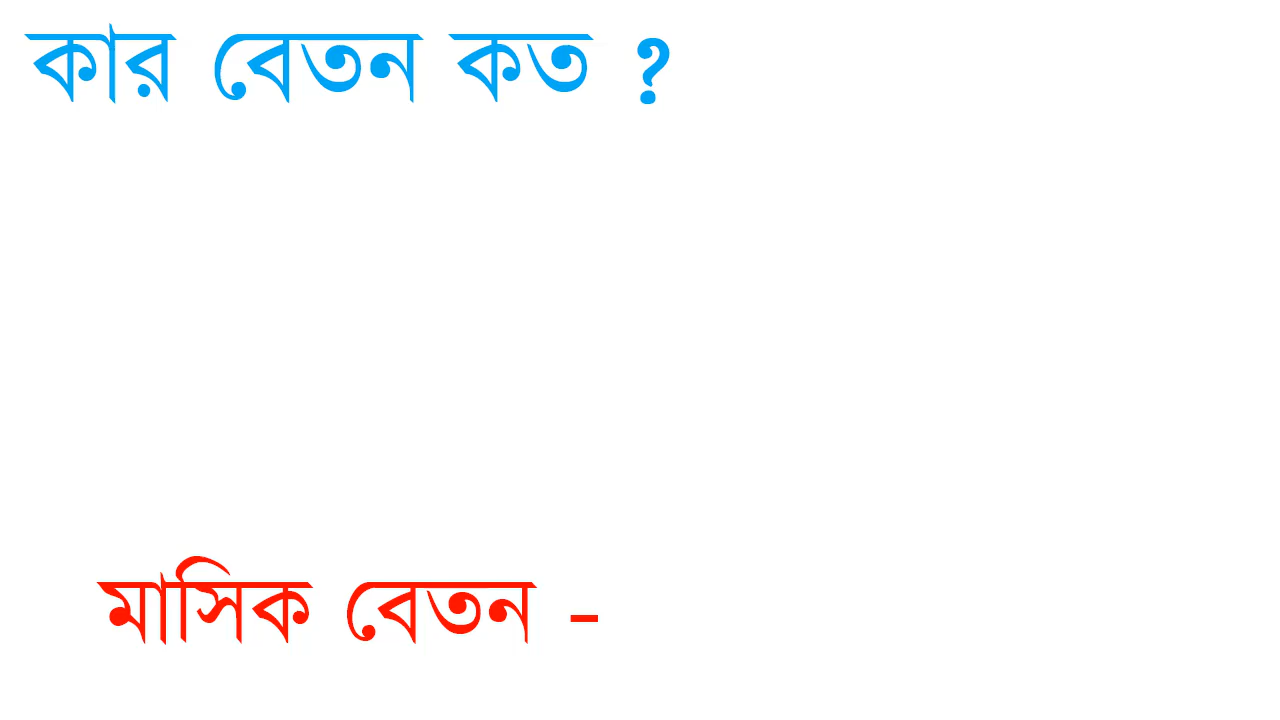 কার বেতন কত ?
মাসিক বেতন -